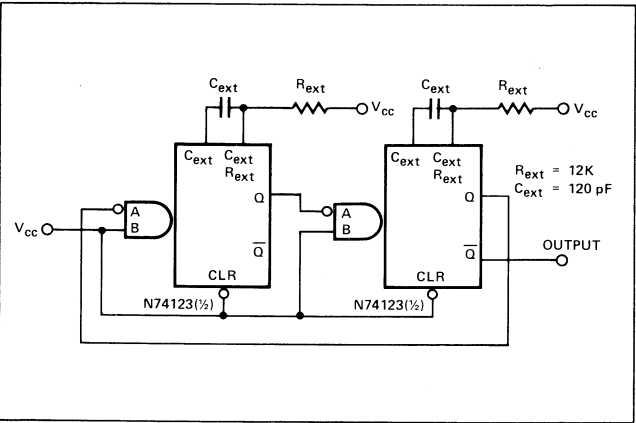 Cext Rext Vcc
Cext Rext Vcc
Cext Cext Rext
Cext Cext Rext
Rext = 12K
Cext = 120 pF
Vcc
A
B
Q
Q̅
CLR
A
B
Q
Q̅
CLR
OUTPUT
N74123(½)
N74123(½)